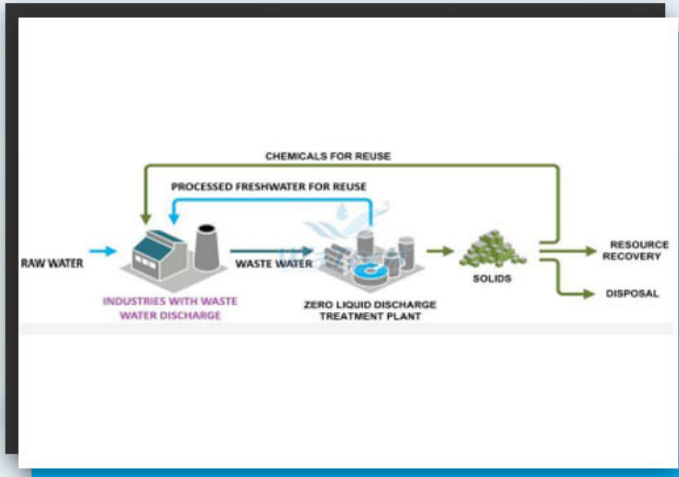 CHEMICALS FOR REUSE
PROCESSED FRESHWATER FOR REUSE
RAW WATER
WASTE WATER
INDUSTRIES WITH WASTE
WATER DISCHARGE
ZERO LIQUID DISCHARGE
TREATMENT PLANT
SOLIDS
RESOURCE
RECOVERY
DISPOSAL